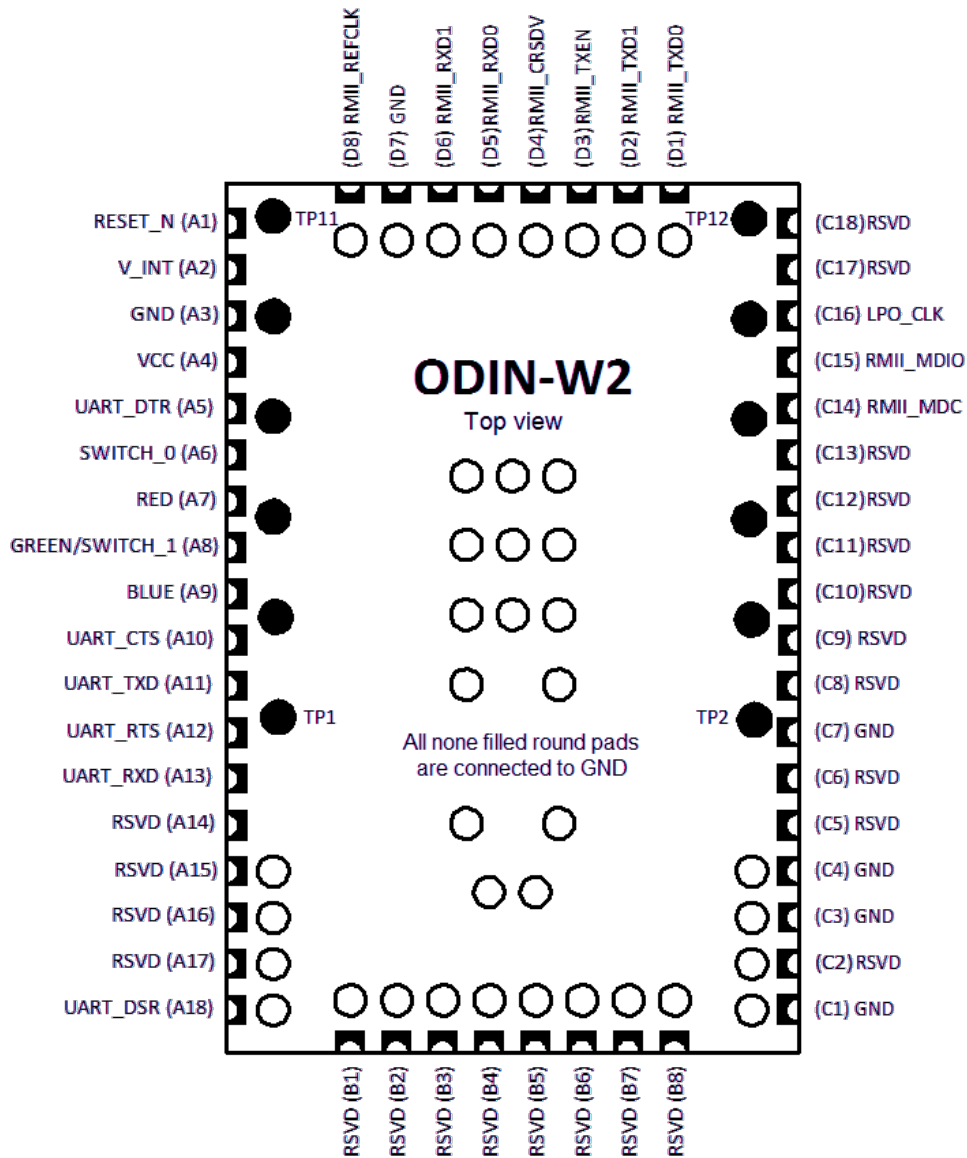 (D8) RMII_REFCLK
(D7) GND
(D6) RMII_RXD1
(D5)RMII_RXD0
(D4)RMII_CRSDV
(D3)RMII_TXEN
(D2) RMII_TXD1
(D1) RMII_TXD0
RESET_N (A1)
V_INT (A2)
GND (A3)
VCC (A4)
UART_DTR (A5)
SWITCH_0 (A6)
RED (A7)
GREEN/SWITCH_1 (A8)
BLUE (A9)
UART_CTS (A10)
UART_TXD (A11)
UART_RTS (A12)
UART_RXD (A13)
RSVD (A14)
RSVD (A15)
RSVD (A16)
RSVD (A17)
UART_DSR (A18)
TP11
TP12
ODIN-W2
Top view
TP1
TP2
All none filled round pads
are connected to GND
(C18)RSVD
(C17)RSVD
(C16) LPO_CLK
(C15) RMII_MDIO
(C14) RMII_MDC
(C13)RSVD
(C12)RSVD
(C11)RSVD
(C10)RSVD
(C9) RSVD
(C8) RSVD
(C7) GND
(C6) RSVD
(C5) RSVD
(C4) GND
(C3) GND
(C2)RSVD
(C1) GND
RSVD (B1)
RSVD (B2)
RSVD (B3)
RSVD (B4)
RSVD (B5)
RSVD (B6)
RSVD (B7)
RSVD (B8)